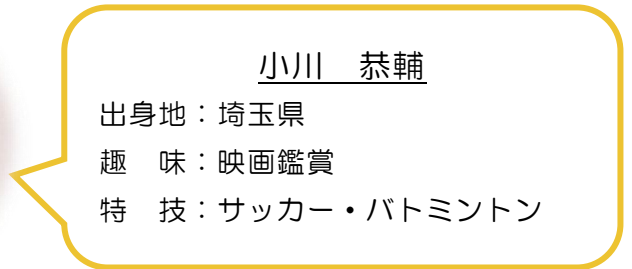 小川　恭輔
出身地：埼玉県
趣　味：映画鑑賞
特　技：サッカー・バトミントン